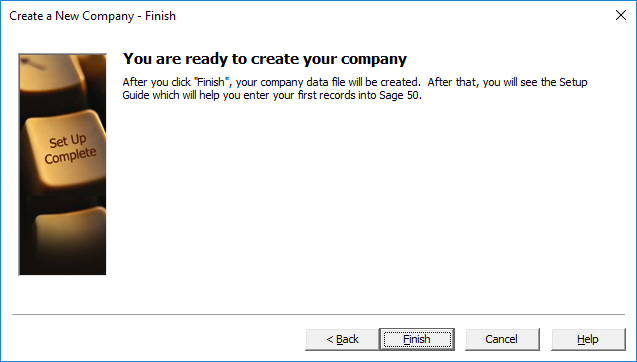 Create a New Company - Finish
You are ready to create your company
After you click "Finish", your company data file will be created.  After that, you will see the Setup
Guide which will help you enter your first records into Sage 50.
Set Up
Complete
< Back
Finish
Cancel
Help